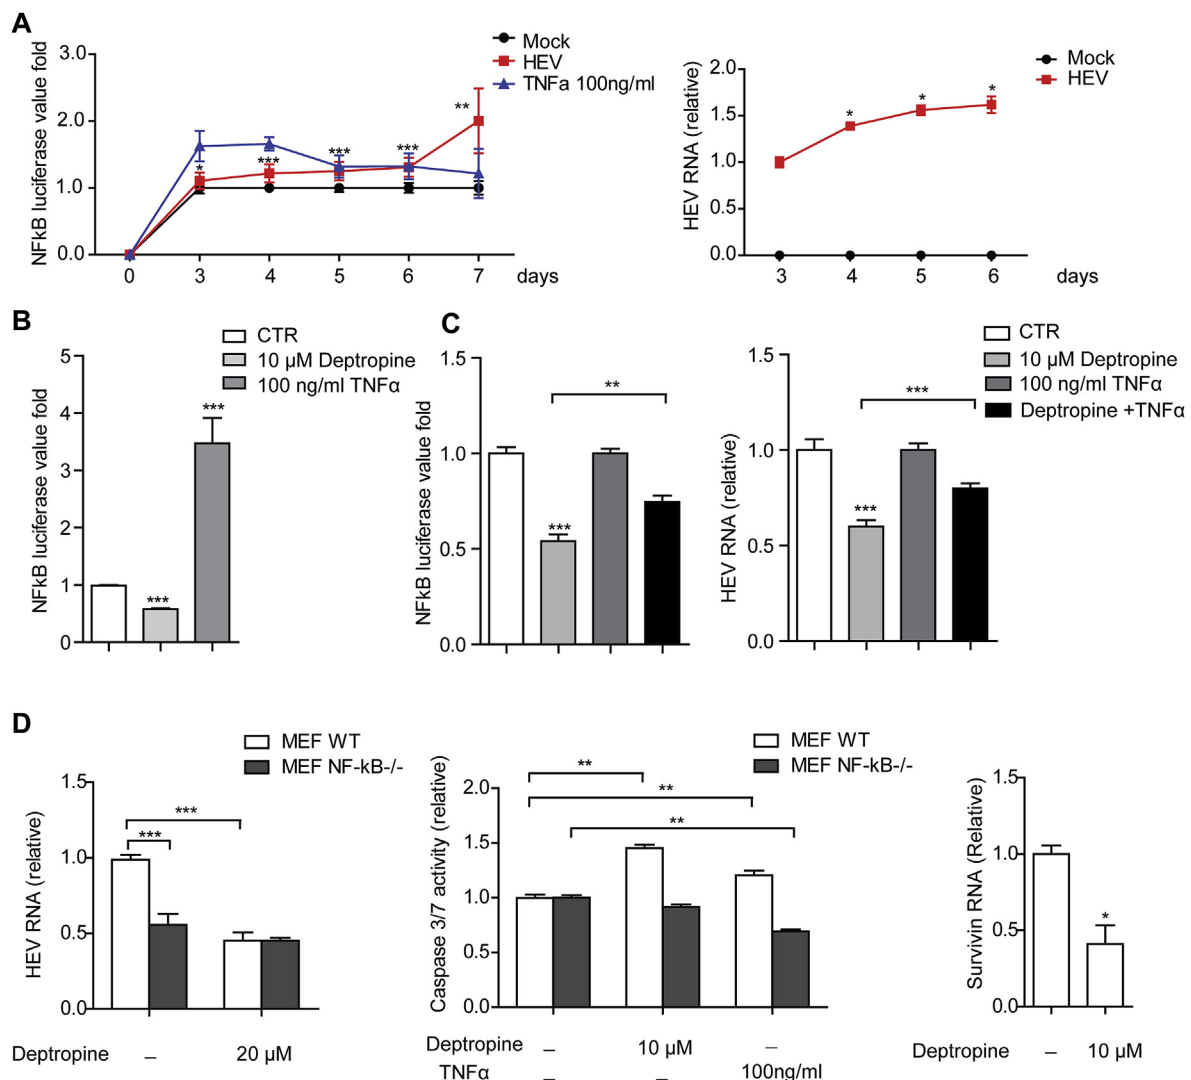 A
NFkB luciferase value fold
3.0
2.0
1.0
0.0
0 3 4 5 6 7 days
Mock
HEV
TNFa 100ng/ml
* *** *** *** **
HEV RNA (relative)
2.0
1.5
1.0
0.5
0.0
3 4 5 6 days
Mock
HEV
* * *
B
NFkB luciferase value fold
5
4
3
2
1
0
CTR
10 µM Deptropine
100 ng/ml TNFα
*** ***
C
NFkB luciferase value fold
1.5
1.0
0.5
0.0
**
***
HEV RNA (relative)
1.5
1.0
0.5
0.0
***
***
CTR
10 µM Deptropine
100 ng/ml TNFα
Deptropine +TNFα
D
MEF WT
MEF NF-kB-/-
HEV RNA (relative)
1.5
1.0
0.5
0.0
***
***
Deptropine – 20 µM
MEF WT
MEF NF-kB-/-
Caspase 3/7 activity (relative)
2.0
1.5
1.0
0.5
0.0
**
**
**
Deptropine – 10 µM –
TNFα – – 100ng/ml
Survivin RNA (Relative)
1.5
1.0
0.5
0.0
*
Deptropine – 10 µM